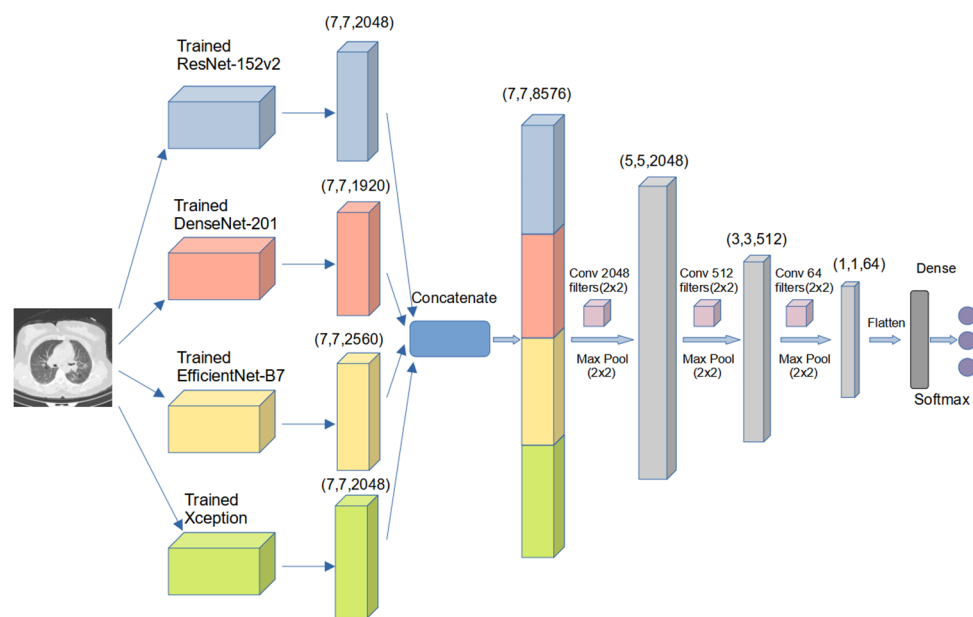 Trained
ResNet-152v2
(7,7,2048)
Trained
DenseNet-201
(7,7,1920)
Trained
EfficientNet-B7
(7,7,2560)
Trained
Xception
(7,7,2048)
Concatenate
(7,7,8576)
Conv 2048
filters(2x2)
Max Pool
(2x2)
(5,5,2048)
Conv 512
filters(2x2)
Max Pool
(2x2)
(3,3,512)
Conv 64
filters(2x2)
Max Pool
(2x2)
(1,1,64)
Flatten
Dense
Softmax